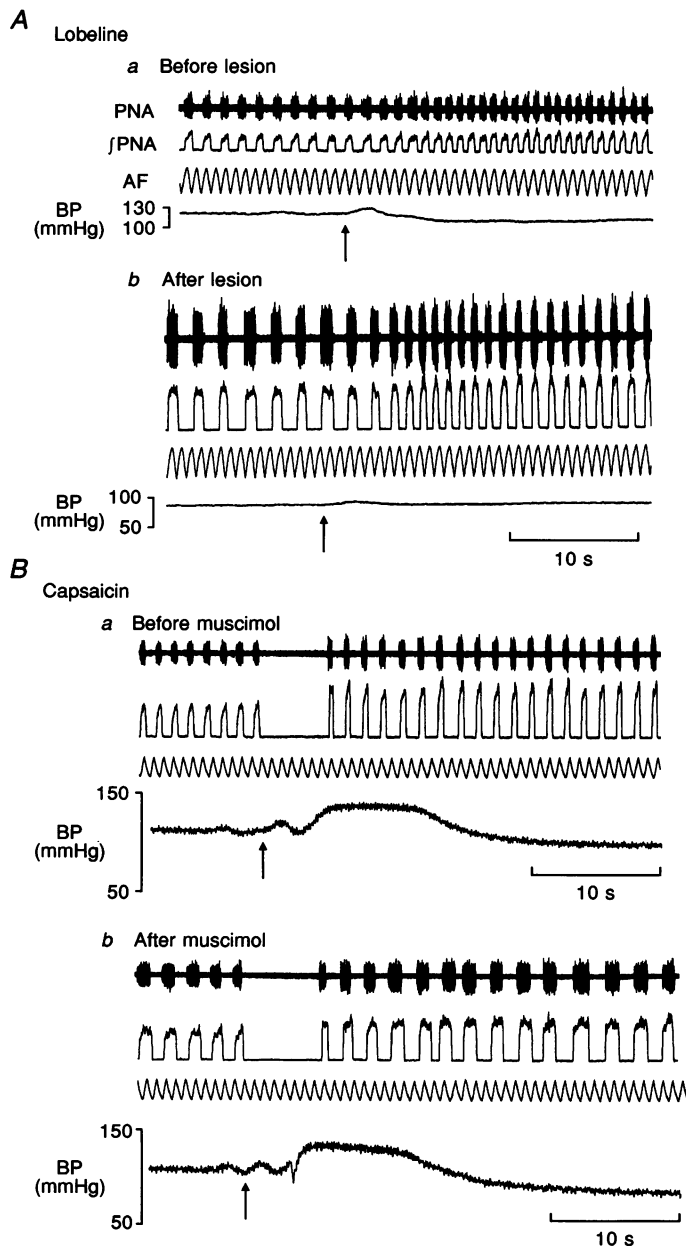 A
Lobeline
a Before lesion
PNA
∫PNA
AF
BP
(mmHg)
130
100
b After lesion
BP
(mmHg)
100
50
10 s
B
Capsaicin
a Before muscimol
150
BP
(mmHg)
50
10 s
b After muscimol
150
BP
(mmHg)
50
10 s